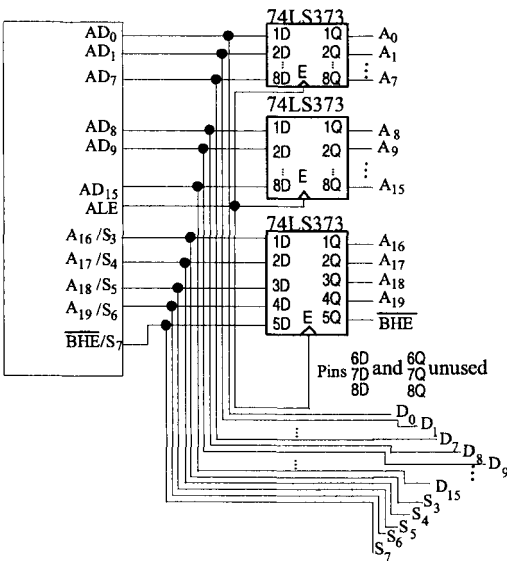 74LS373
AD0 1D 1Q A0
AD1 2D 2Q A1
AD7 8D E 8Q A7
74LS373
AD8 1D 1Q A8
AD9 2D 2Q A9
E
AD15 8D 8Q A15
ALE
74LS373
A16/S3 1D 1Q A16
A17/S4 2D 2Q A17
A18/S5 3D 3Q A18
A19/S6 4D 4Q A19
B̅H̅E̅/S7 5D E 5Q B̅H̅E̅
Pins 6D 7D 8D and 6Q 7Q 8Q unused
D0
D1
D7
D8
D9
D15
S3
S4
S5
S6
S7